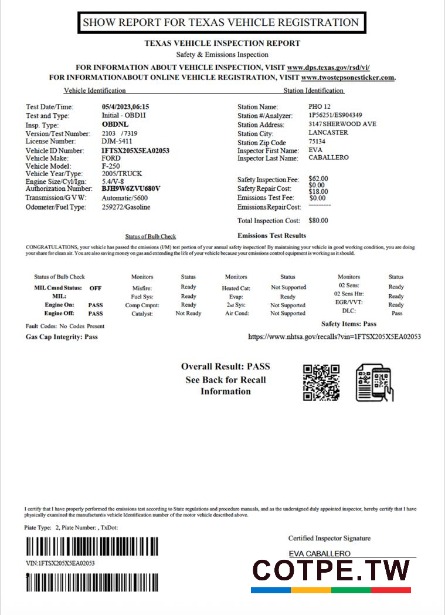 SHOW REPORT FOR TEXAS VEHICLE REGISTRATION
TEXAS VEHICLE INSPECTION REPORT
Safety & Emissions Inspection
FOR INFORMATION ABOUT VEHICLE INSPECTION, VISIT www.dps.texas.gov/rsd/vi/
FOR INFORMATIONABOUT ONLINE VEHICLE REGISTRATION, VISIT www.twostepsonesticker.com.
Vehicle Identification
Station Identification
Test Date/Time: 05/4/2023,06:15
Test and Type: Initial - OBDII
Insp. Type: OBDNL
Version/Test Number: 2103 /7319
License Number: DJM-5411
Vehicle ID Number: 1FTSX205X5EA02053
Vehicle Make: FORD
Vehicle Model: F-250
Vehicle Year/Type: 2005/TRUCK
Engine Size/Cyl/Ign: 5.4/V-8
Authorization Number: BJH9W6ZVU680V
Transmission/GVW: Automatic/5600
Odometer/Fuel Type: 259272/Gasoline
Station Name: PHO 12
Station #/Analyzer: 1P56251/ES904349
Station Address: 3147 SHERWOOD AVE
Station City: LANCASTER
Station Zip Code 75134
Inspector First Name: EVA
Inspector Last Name: CABALLERO
Safety Inspection Fee: $62.00
Safety Repair Cost: $0.00
$18.00
Emissions Test Fee: $0.00
Emissions Repair Cost: --------
Total Inspection Cost: $80.00
Status of Bulb Check
Emissions Test Results
CONGRATULATIONS, your vehicle has passed the emissions (I/M) test portion of your annual safety inspection! By maintaining your vehicle in good working condition, you are doing
your share for clean air. You are also saving money on gas and extending the life of your vehicle because your emissions control equipment is working as it should.
Status of Bulb Check Monitors Status Monitors Status Monitors Status
MIL Cmnd Status: OFF Misfire: Ready Heated Cat: Not Supported 02 Sens: Ready
MIL: Fuel Sys: Ready Evap: Ready 02 Sens Htr: Ready
Engine On: PASS Comp Cmpnt: Ready 2nr Sys: Not Supported EGR/VVT: Ready
Engine Off: PASS Catalyst: Not Ready Air Cond: Not Supported DLC: Pass
Fault Codes: No Codes Present
Safety Items: Pass
Gas Cap Integrity: Pass
https://www.nhtsa.gov/recalls?vin=1FTSX205X5EA02053
Overall Result: PASS
See Back for Recall
Information
I certify that I have properly performed the emissions test according to State regulations and procedure manuals, and as the undersigned duly appointed inspector, hereby certify that I have
physically examined the manufacturer's vehicle Identification number of the motor vehicle described above.
Plate Type: 2, Plate Number: , TxDot:
Certified Inspector Signature
EVA CABALLERO
VIN:1FTSX205X5EA02053
COTPE.TW